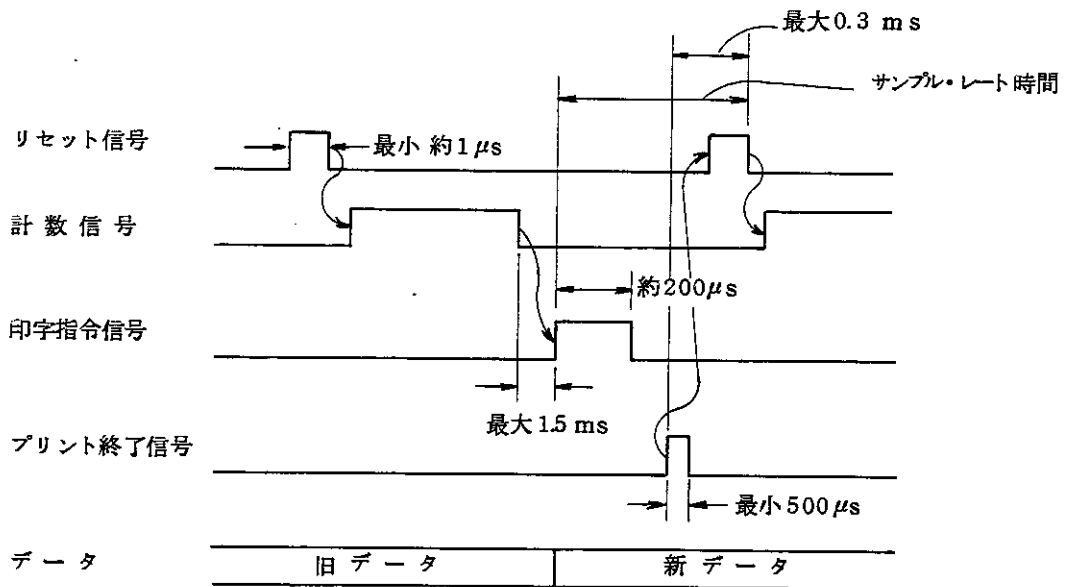 最大0.3 ms
サンプル・レート時間
リセット信号
最小 約1μs
計数信号
約200μs
印字指令信号
最大1.5 ms
プリント終了信号
最小500μs
データ
旧データ
新データ